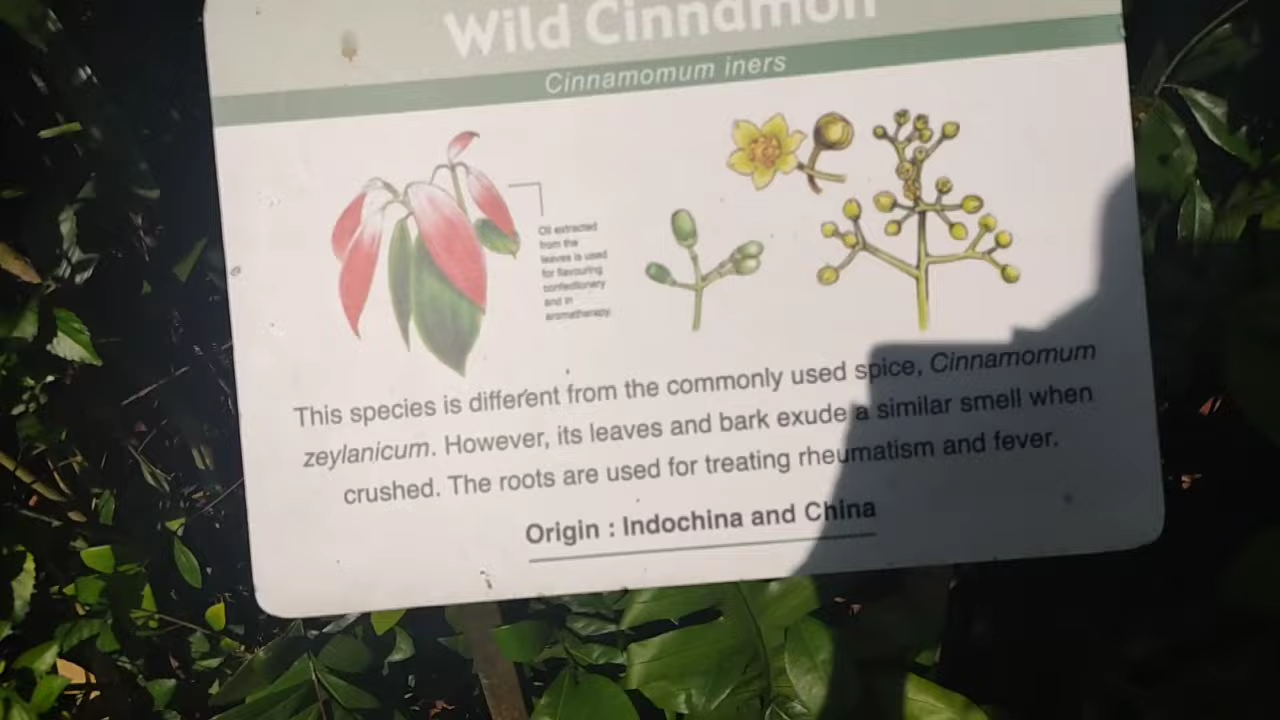 Wild Cinnamon
Cinnamomum iners
Oil extracted
from the
leaves is used
for flavouring
confectionery
and in
aromatherapy.
This species is different from the commonly used spice, Cinnamomum
zeylanicum. However, its leaves and bark exude a similar smell when
crushed. The roots are used for treating rheumatism and fever.
Origin : Indochina and China